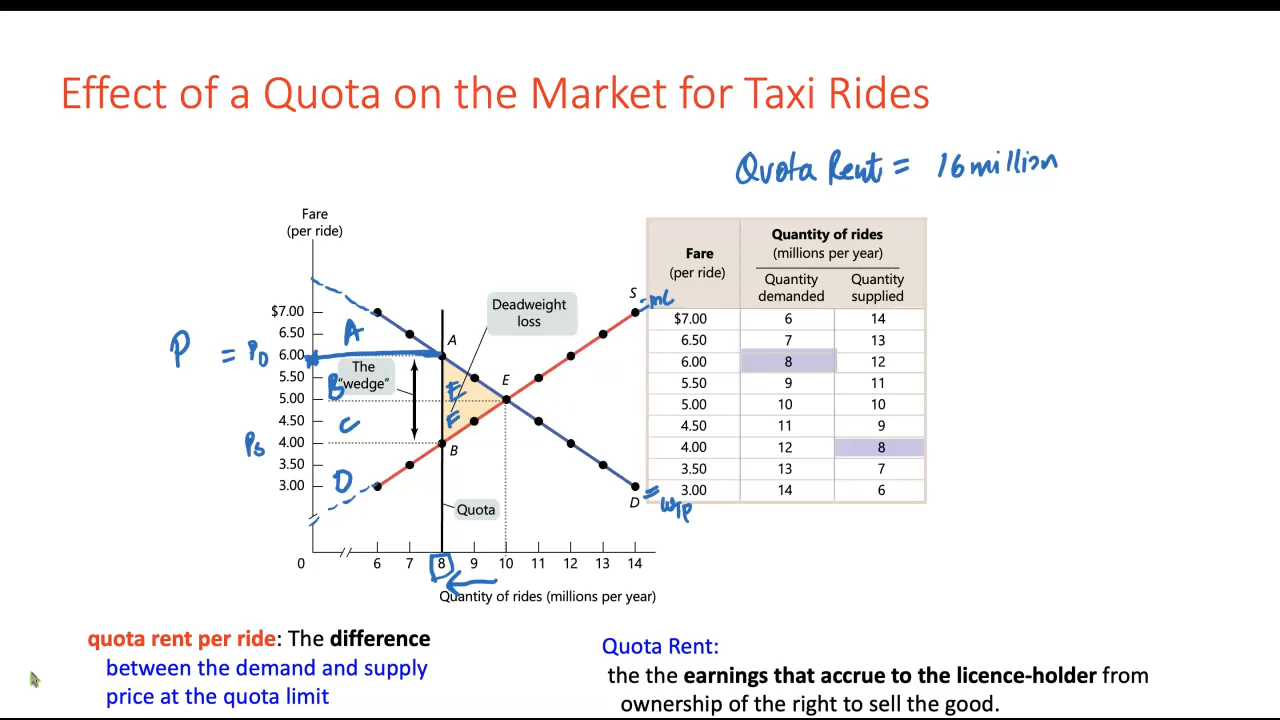 Effect of a Quota on the Market for Taxi Rides
Quota Rent = 16 million
Fare
(per ride)
$7.00
6.50
6.00
5.50
5.00
4.50
4.00
3.50
3.00
P = PD
PS
A
B
C
D
E
F
The
"wedge"
Deadweight
loss
A
E
B
S = MC
D = WTP
Quota
0 6 7 8 9 10 11 12 13 14
Quantity of rides (millions per year)
Fare
(per ride)
Quantity of rides
(millions per year)
Quantity
demanded
Quantity
supplied
$7.00 6 14
6.50 7 13
6.00 8 12
5.50 9 11
5.00 10 10
4.50 11 9
4.00 12 8
3.50 13 7
3.00 14 6
quota rent per ride: The difference
between the demand and supply
price at the quota limit
Quota Rent:
the the earnings that accrue to the licence-holder from
ownership of the right to sell the good.